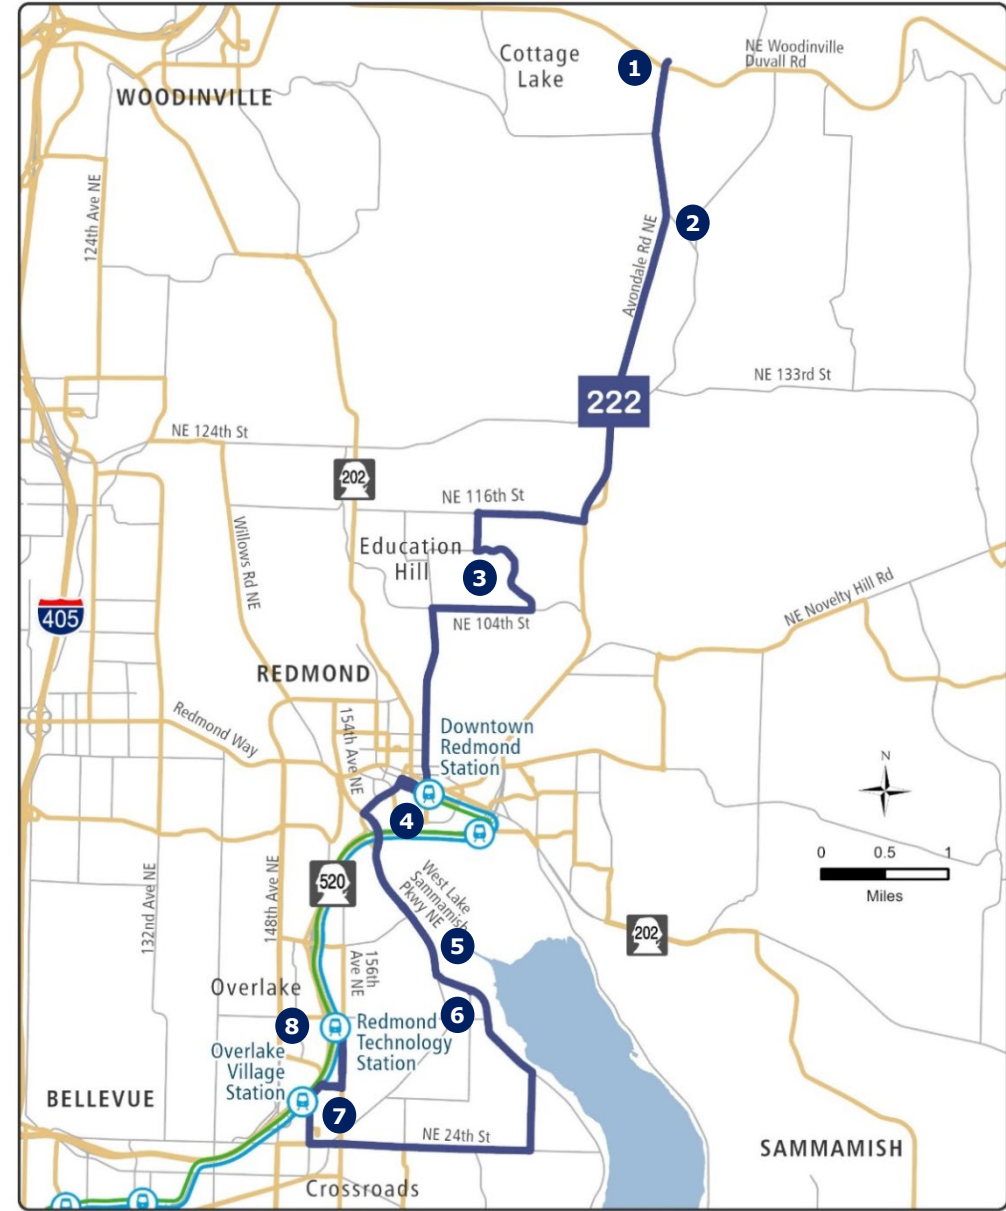 Cottage
Lake
1
NE Woodinville
Duvall Rd
WOODINVILLE
124th Ave NE
2
Avondale Rd NE
NE 133rd St
222
NE 124th St
202
NE 116th St
Willows Rd NE
Education
Hill
3
405
NE 104th St
NE Novelty Hill Rd
REDMOND
Redmond Way
154th Ave NE
Downtown
Redmond
Station
N
4
0 0.5 1
Miles
520
West Lake
Sammamish
Pkwy NE
132nd Ave NE
148th Ave NE
202
5
156th
Ave NE
Overlake
6
8
Redmond
Technology
Station
Overlake
Village
Station
BELLEVUE
7
NE 24th St
SAMMAMISH
Crossroads